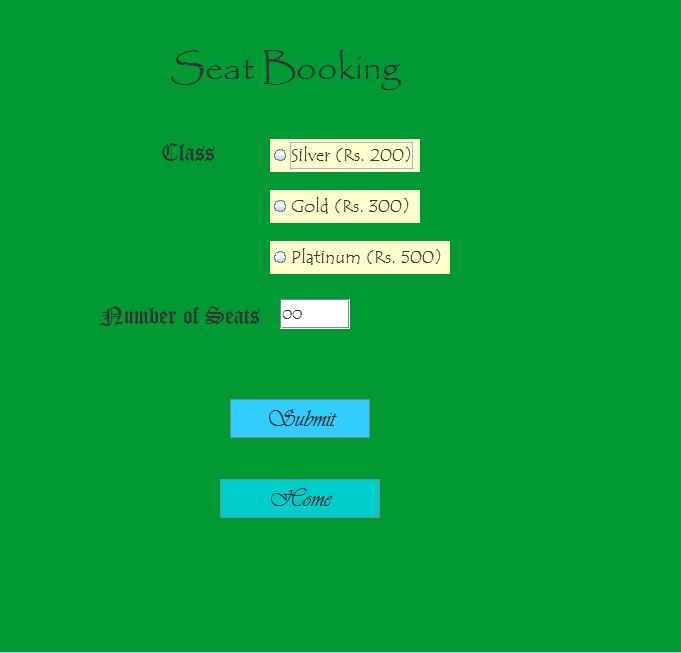 Seat Booking
Class
Silver (Rs. 200)
Gold (Rs. 300)
Platinum (Rs. 500)
Number of Seats
00
Submit
Home